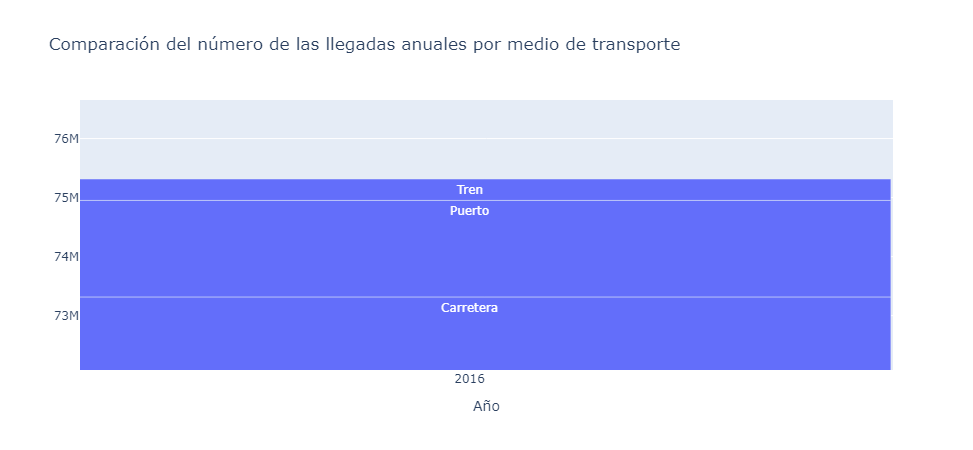 Comparación del número de las llegadas anuales por medio de transporte
76M
75M
74M
73M
Tren
Puerto
Carretera
2016
Año